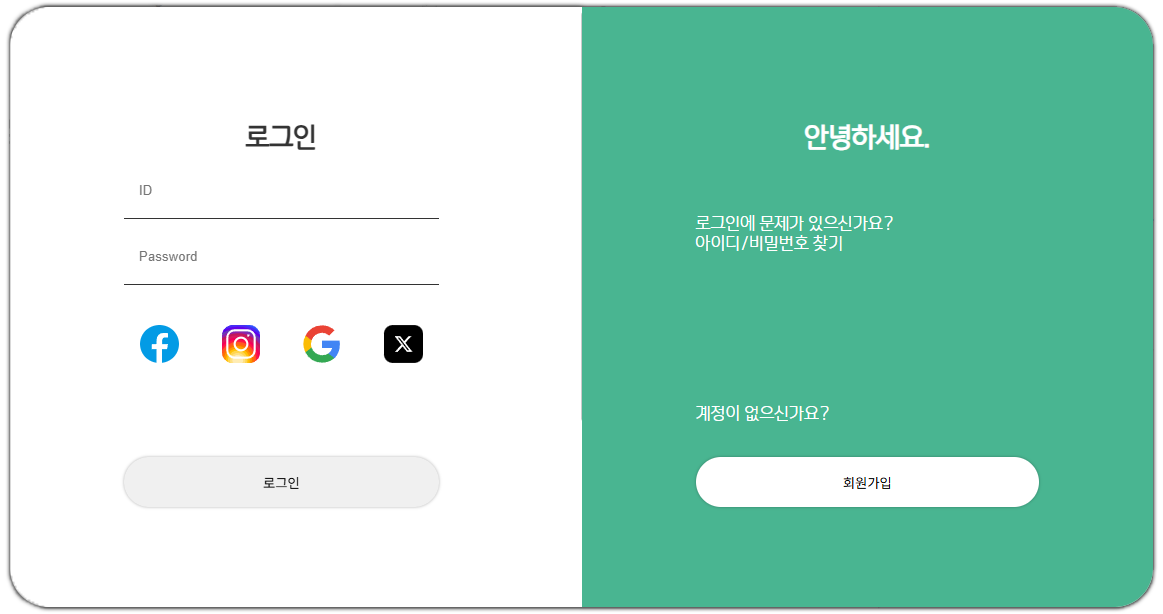 로그인
ID
Password
로그인
안녕하세요.
로그인에 문제가 있으신가요?
아이디/비밀번호 찾기
계정이 없으신가요?
회원가입